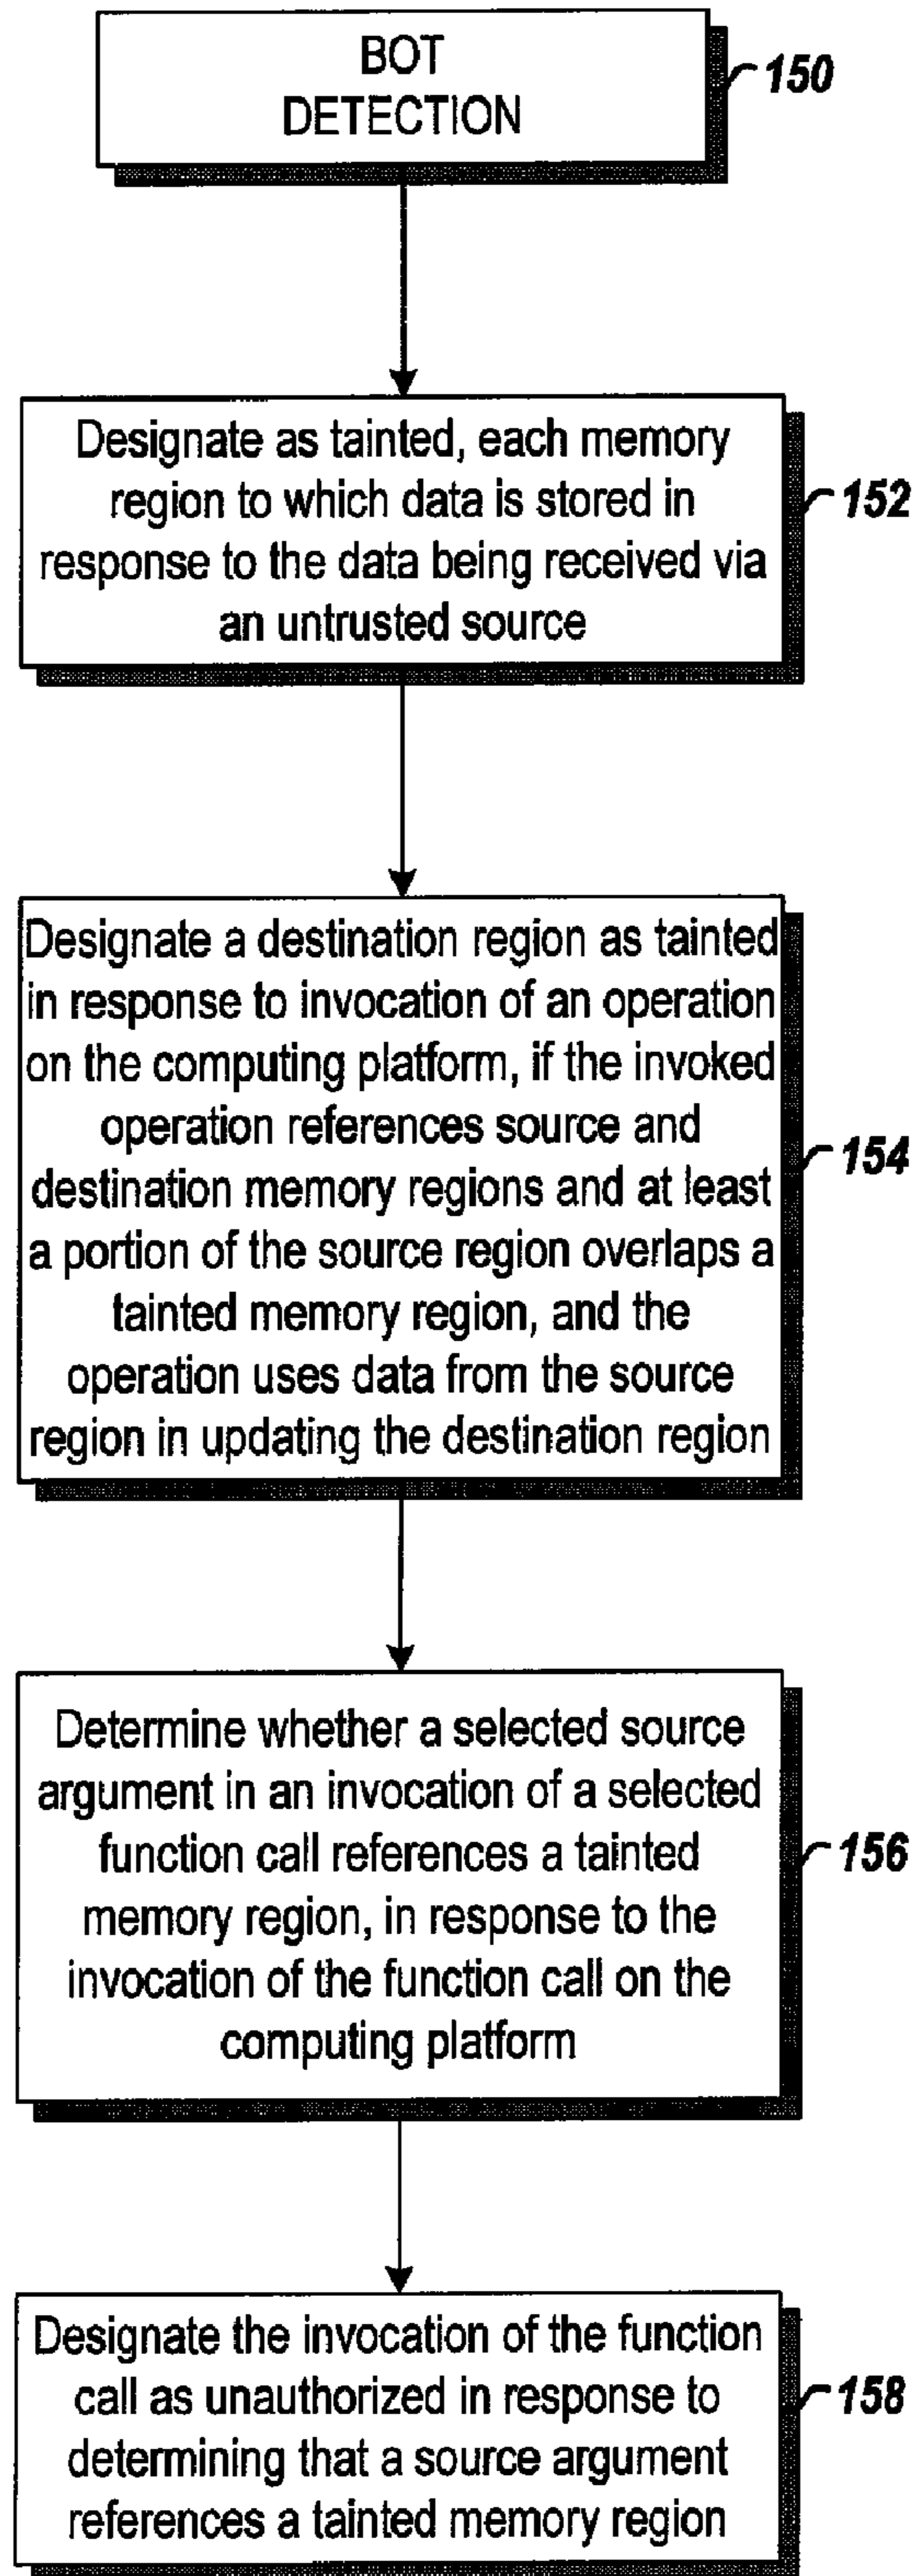 BOT
DETECTION
150
Designate as tainted, each memory
region to which data is stored in
response to the data being received via
an untrusted source
152
Designate a destination region as tainted
in response to invocation of an operation
on the computing platform, if the invoked
operation references source and
destination memory regions and at least
a portion of the source region overlaps a
tainted memory region, and the
operation uses data from the source
region in updating the destination region
154
Determine whether a selected source
argument in an invocation of a selected
function call references a tainted
memory region, in response to the
invocation of the function call on the
computing platform
156
Designate the invocation of the function
call as unauthorized in response to
determining that a source argument
references a tainted memory region
158